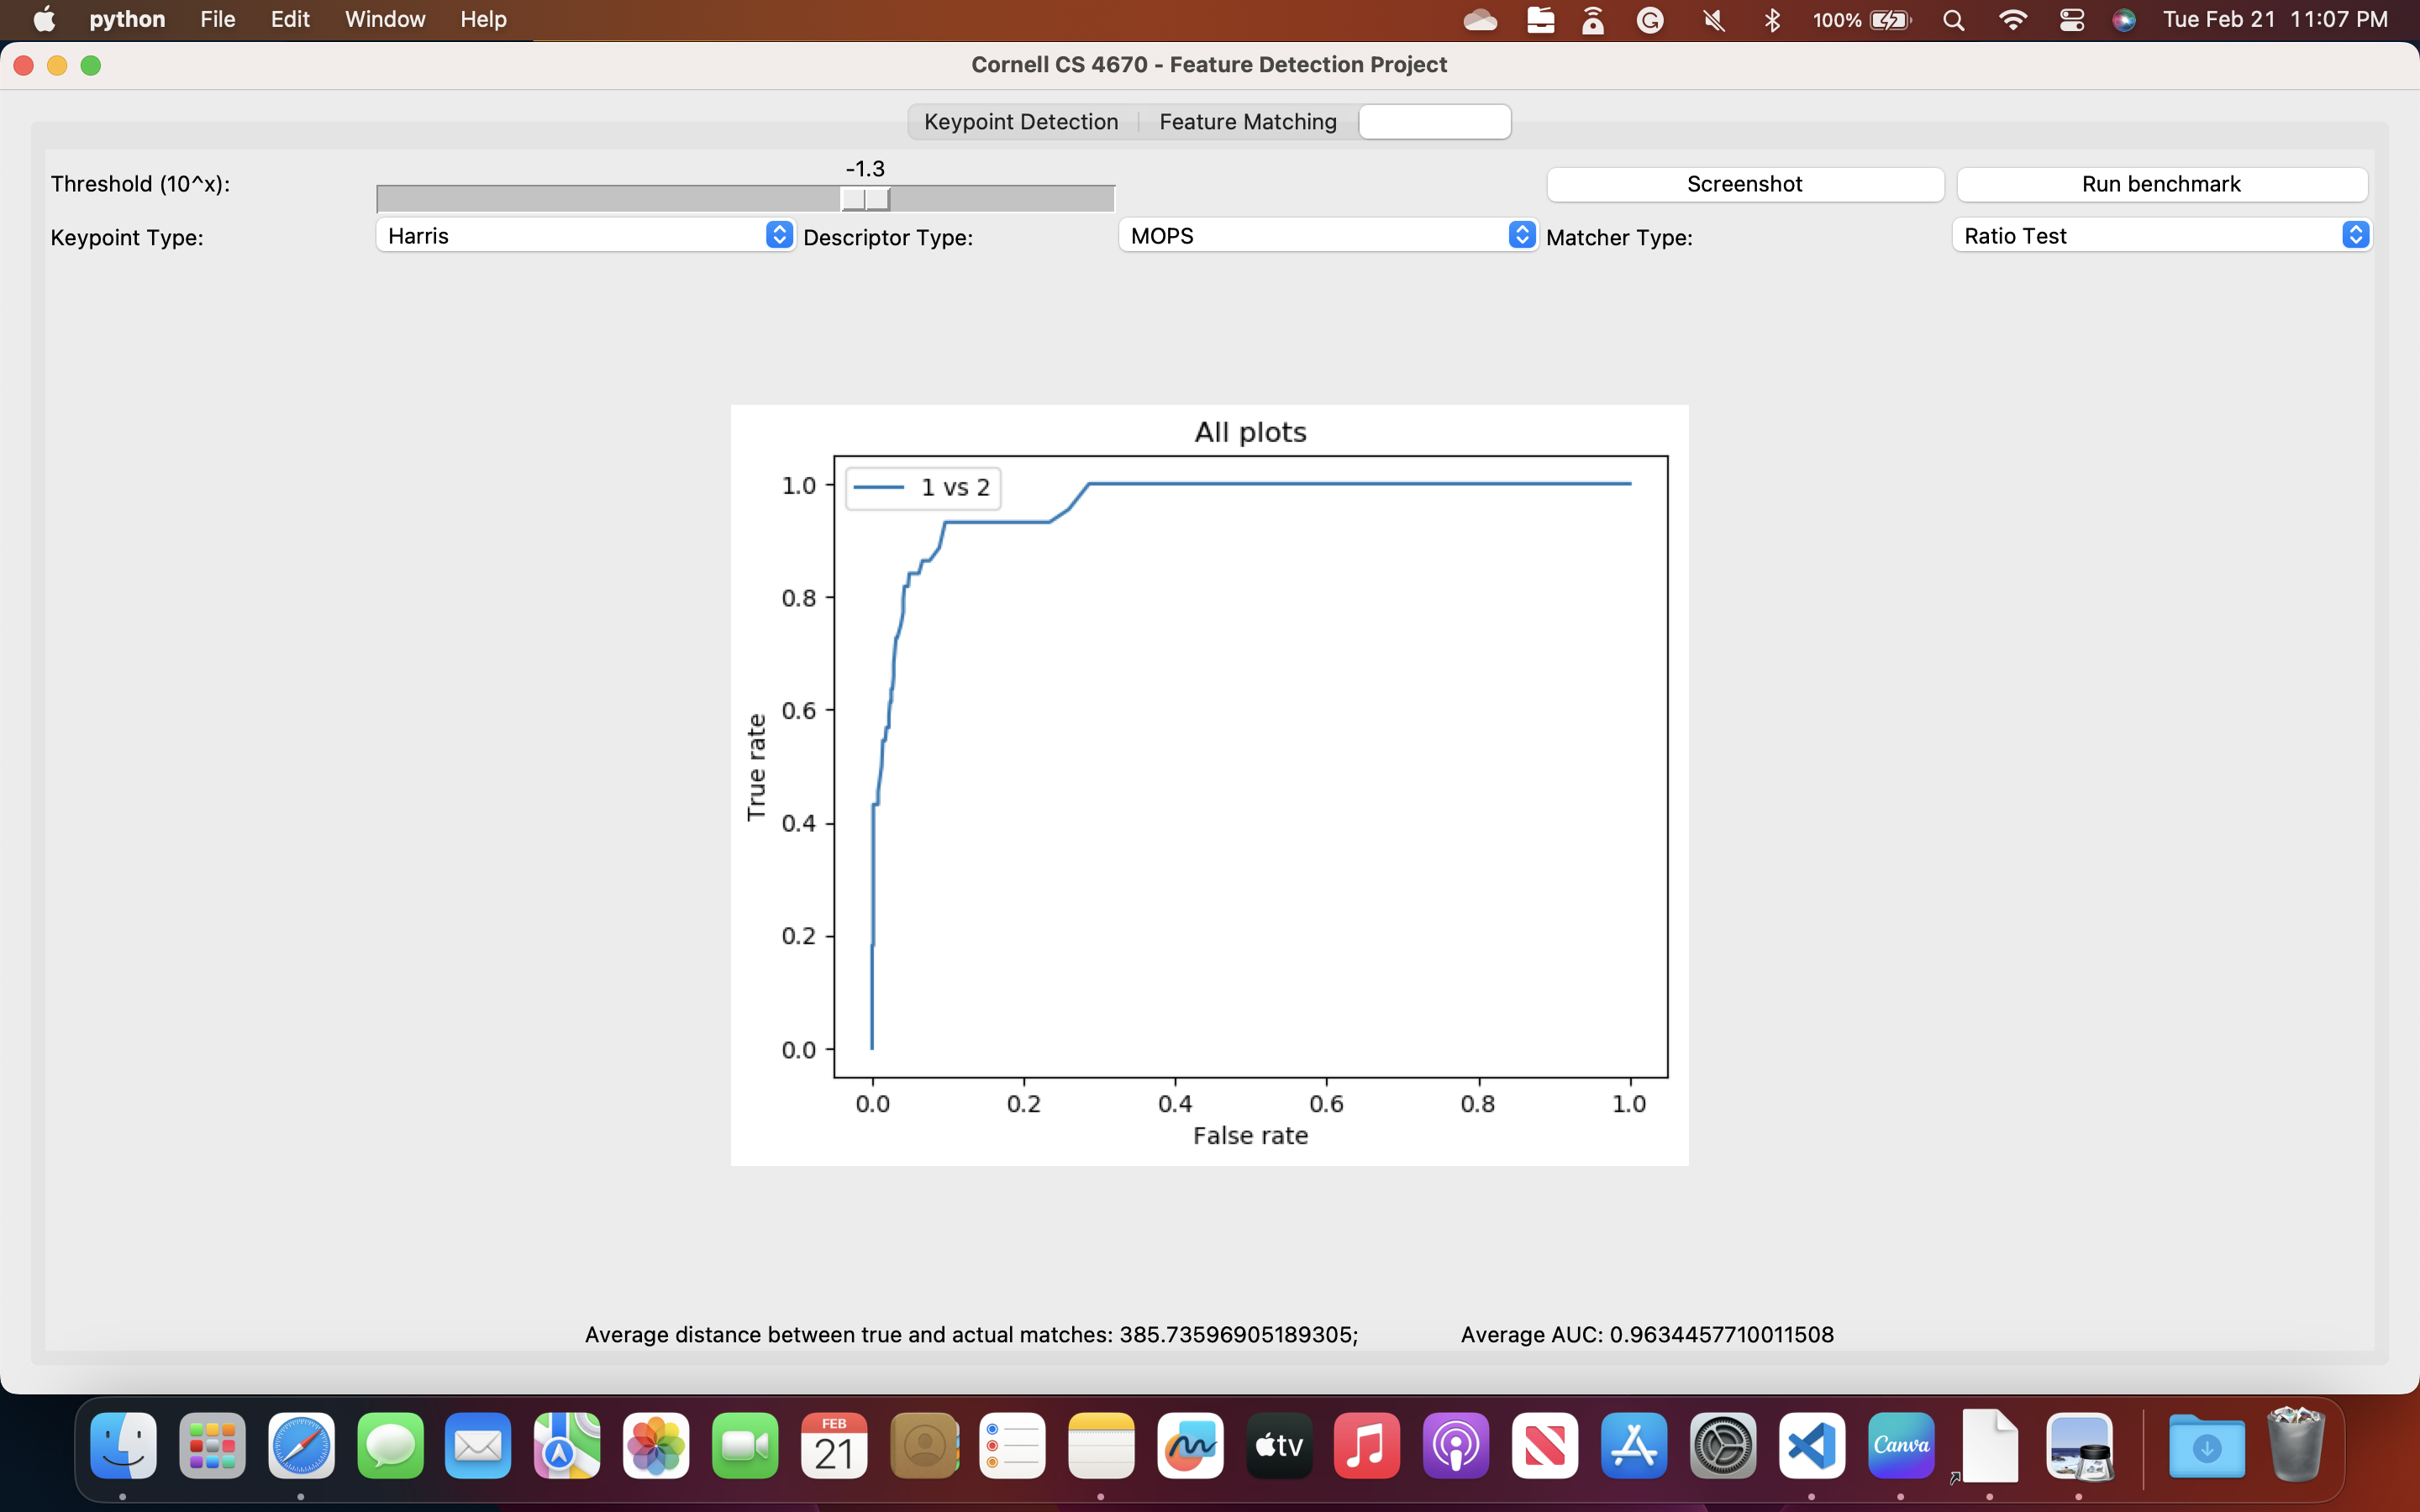 python File Edit Window Help 100% Tue Feb 21 11:07 PM
Cornell CS 4670 - Feature Detection Project
Keypoint Detection Feature Matching
-1.3
Threshold (10^x): Screenshot Run benchmark
Keypoint Type: Harris Descriptor Type: MOPS Matcher Type: Ratio Test
All plots
1 vs 2
1.0
0.8
0.6
0.4
0.2
0.0
True rate
0.0 0.2 0.4 0.6 0.8 1.0
False rate
Average distance between true and actual matches: 385.73596905189305; Average AUC: 0.9634457710011508
FEB
21
tv
Canva